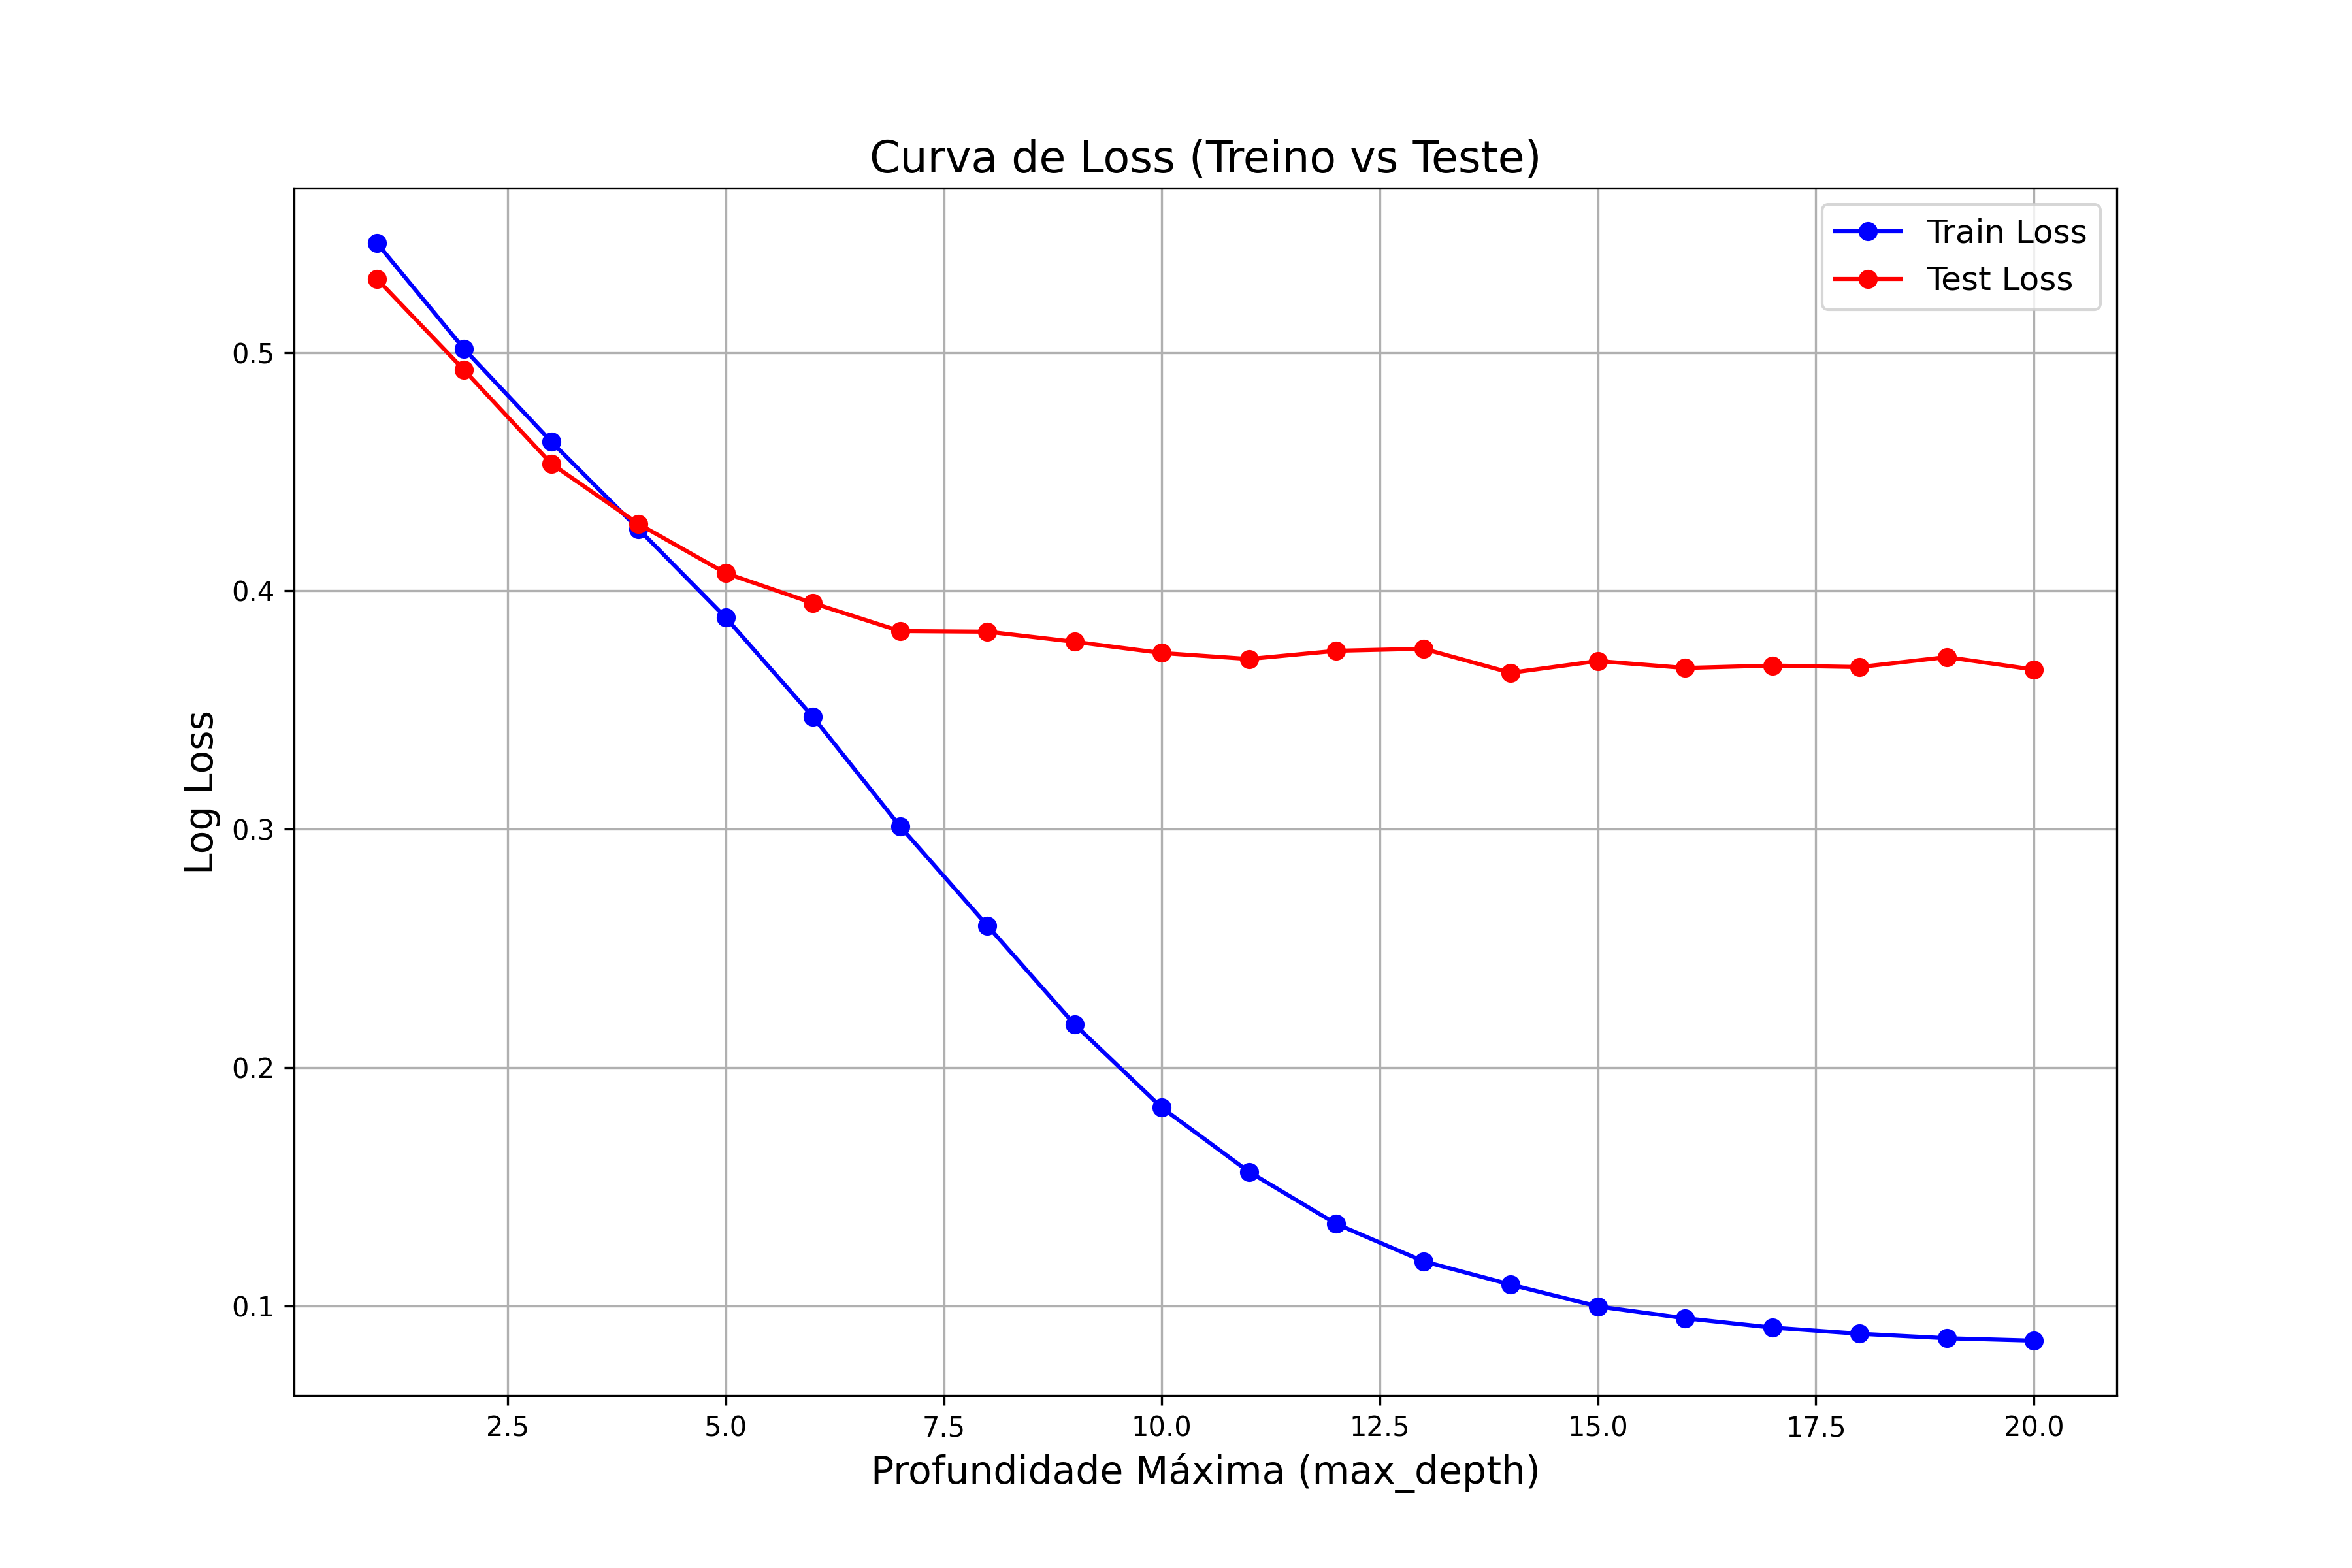 Curva de Loss (Treino vs Teste)
Train Loss
Test Loss
Log Loss
0.5
0.4
0.3
0.2
0.1
2.5 5.0 7.5 10.0 12.5 15.0 17.5 20.0
Profundidade Máxima (max_depth)